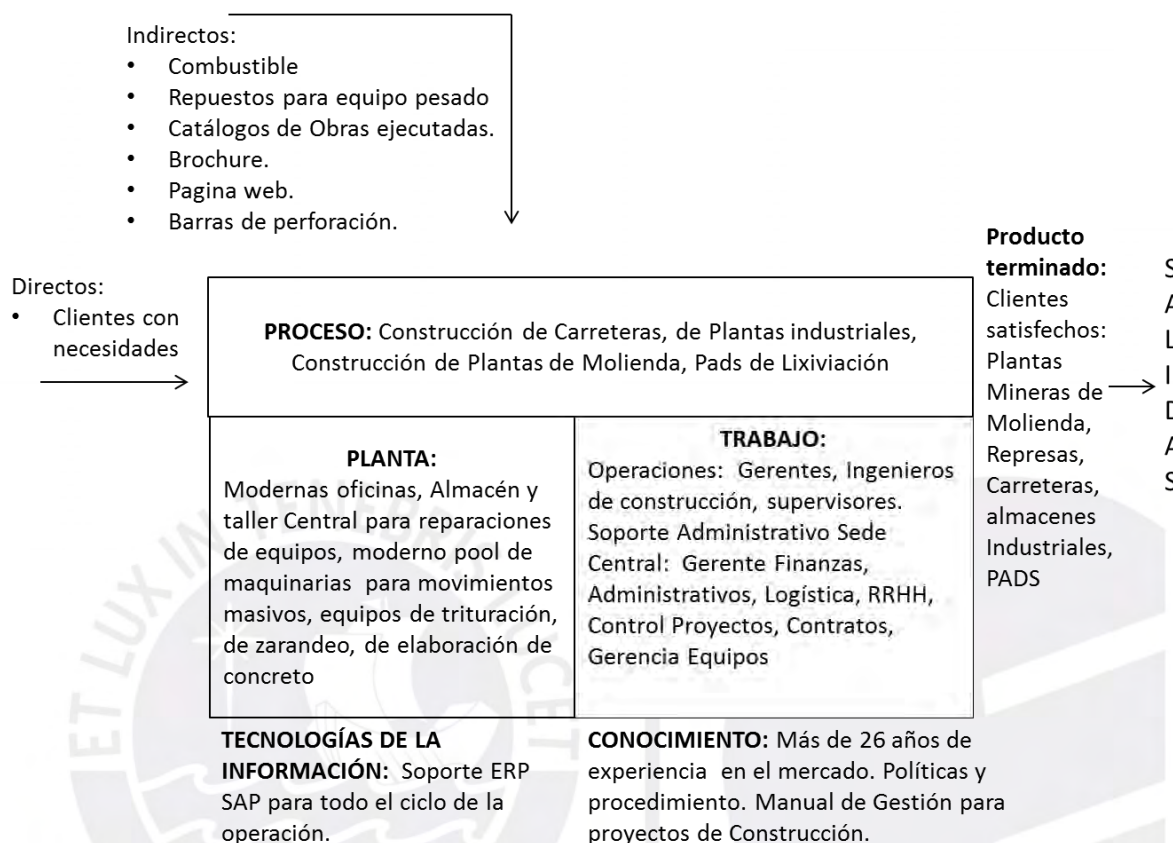 Indirectos:
• Combustible
• Repuestos para equipo pesado
• Catálogos de Obras ejecutadas.
• Brochure.
• Pagina web.
• Barras de perforación.
Directos:
• Clientes con
necesidades
PROCESO: Construcción de Carreteras, de Plantas industriales,
Construcción de Plantas de Molienda, Pads de Lixiviación
PLANTA:
Modernas oficinas, Almacén y
taller Central para reparaciones
de equipos, moderno pool de
maquinarias para movimientos
masivos, equipos de trituración,
de zarandeo, de elaboración de
concreto
TRABAJO:
Operaciones: Gerentes, Ingenieros
de construcción, supervisores.
Soporte Administrativo Sede
Central: Gerente Finanzas,
Administrativos, Logística, RRHH,
Control Proyectos, Contratos,
Gerencia Equipos
TECNOLOGÍAS DE LA
INFORMACIÓN: Soporte ERP
SAP para todo el ciclo de la
operación.
CONOCIMIENTO: Más de 26 años de
experiencia en el mercado. Políticas y
procedimiento. Manual de Gestión para
proyectos de Construcción.
Producto
terminado:
Clientes
satisfechos:
Plantas
Mineras de
Molienda,
Represas,
Carreteras,
almacenes
Industriales,
PADS
S
A
L
I
D
A
S
ET LUX IN TENEBRIS LUCET